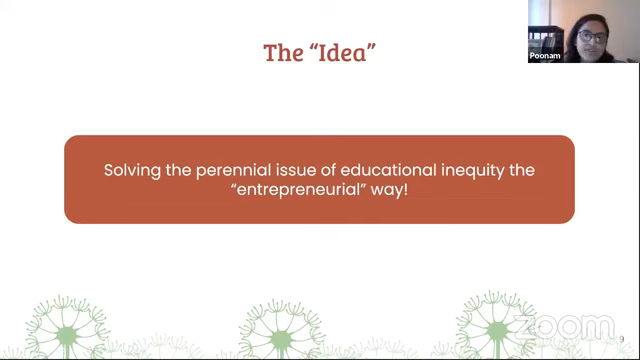 The “Idea”
Poonam
Solving the perennial issue of educational inequity the
“entrepreneurial” way!
zoom
9